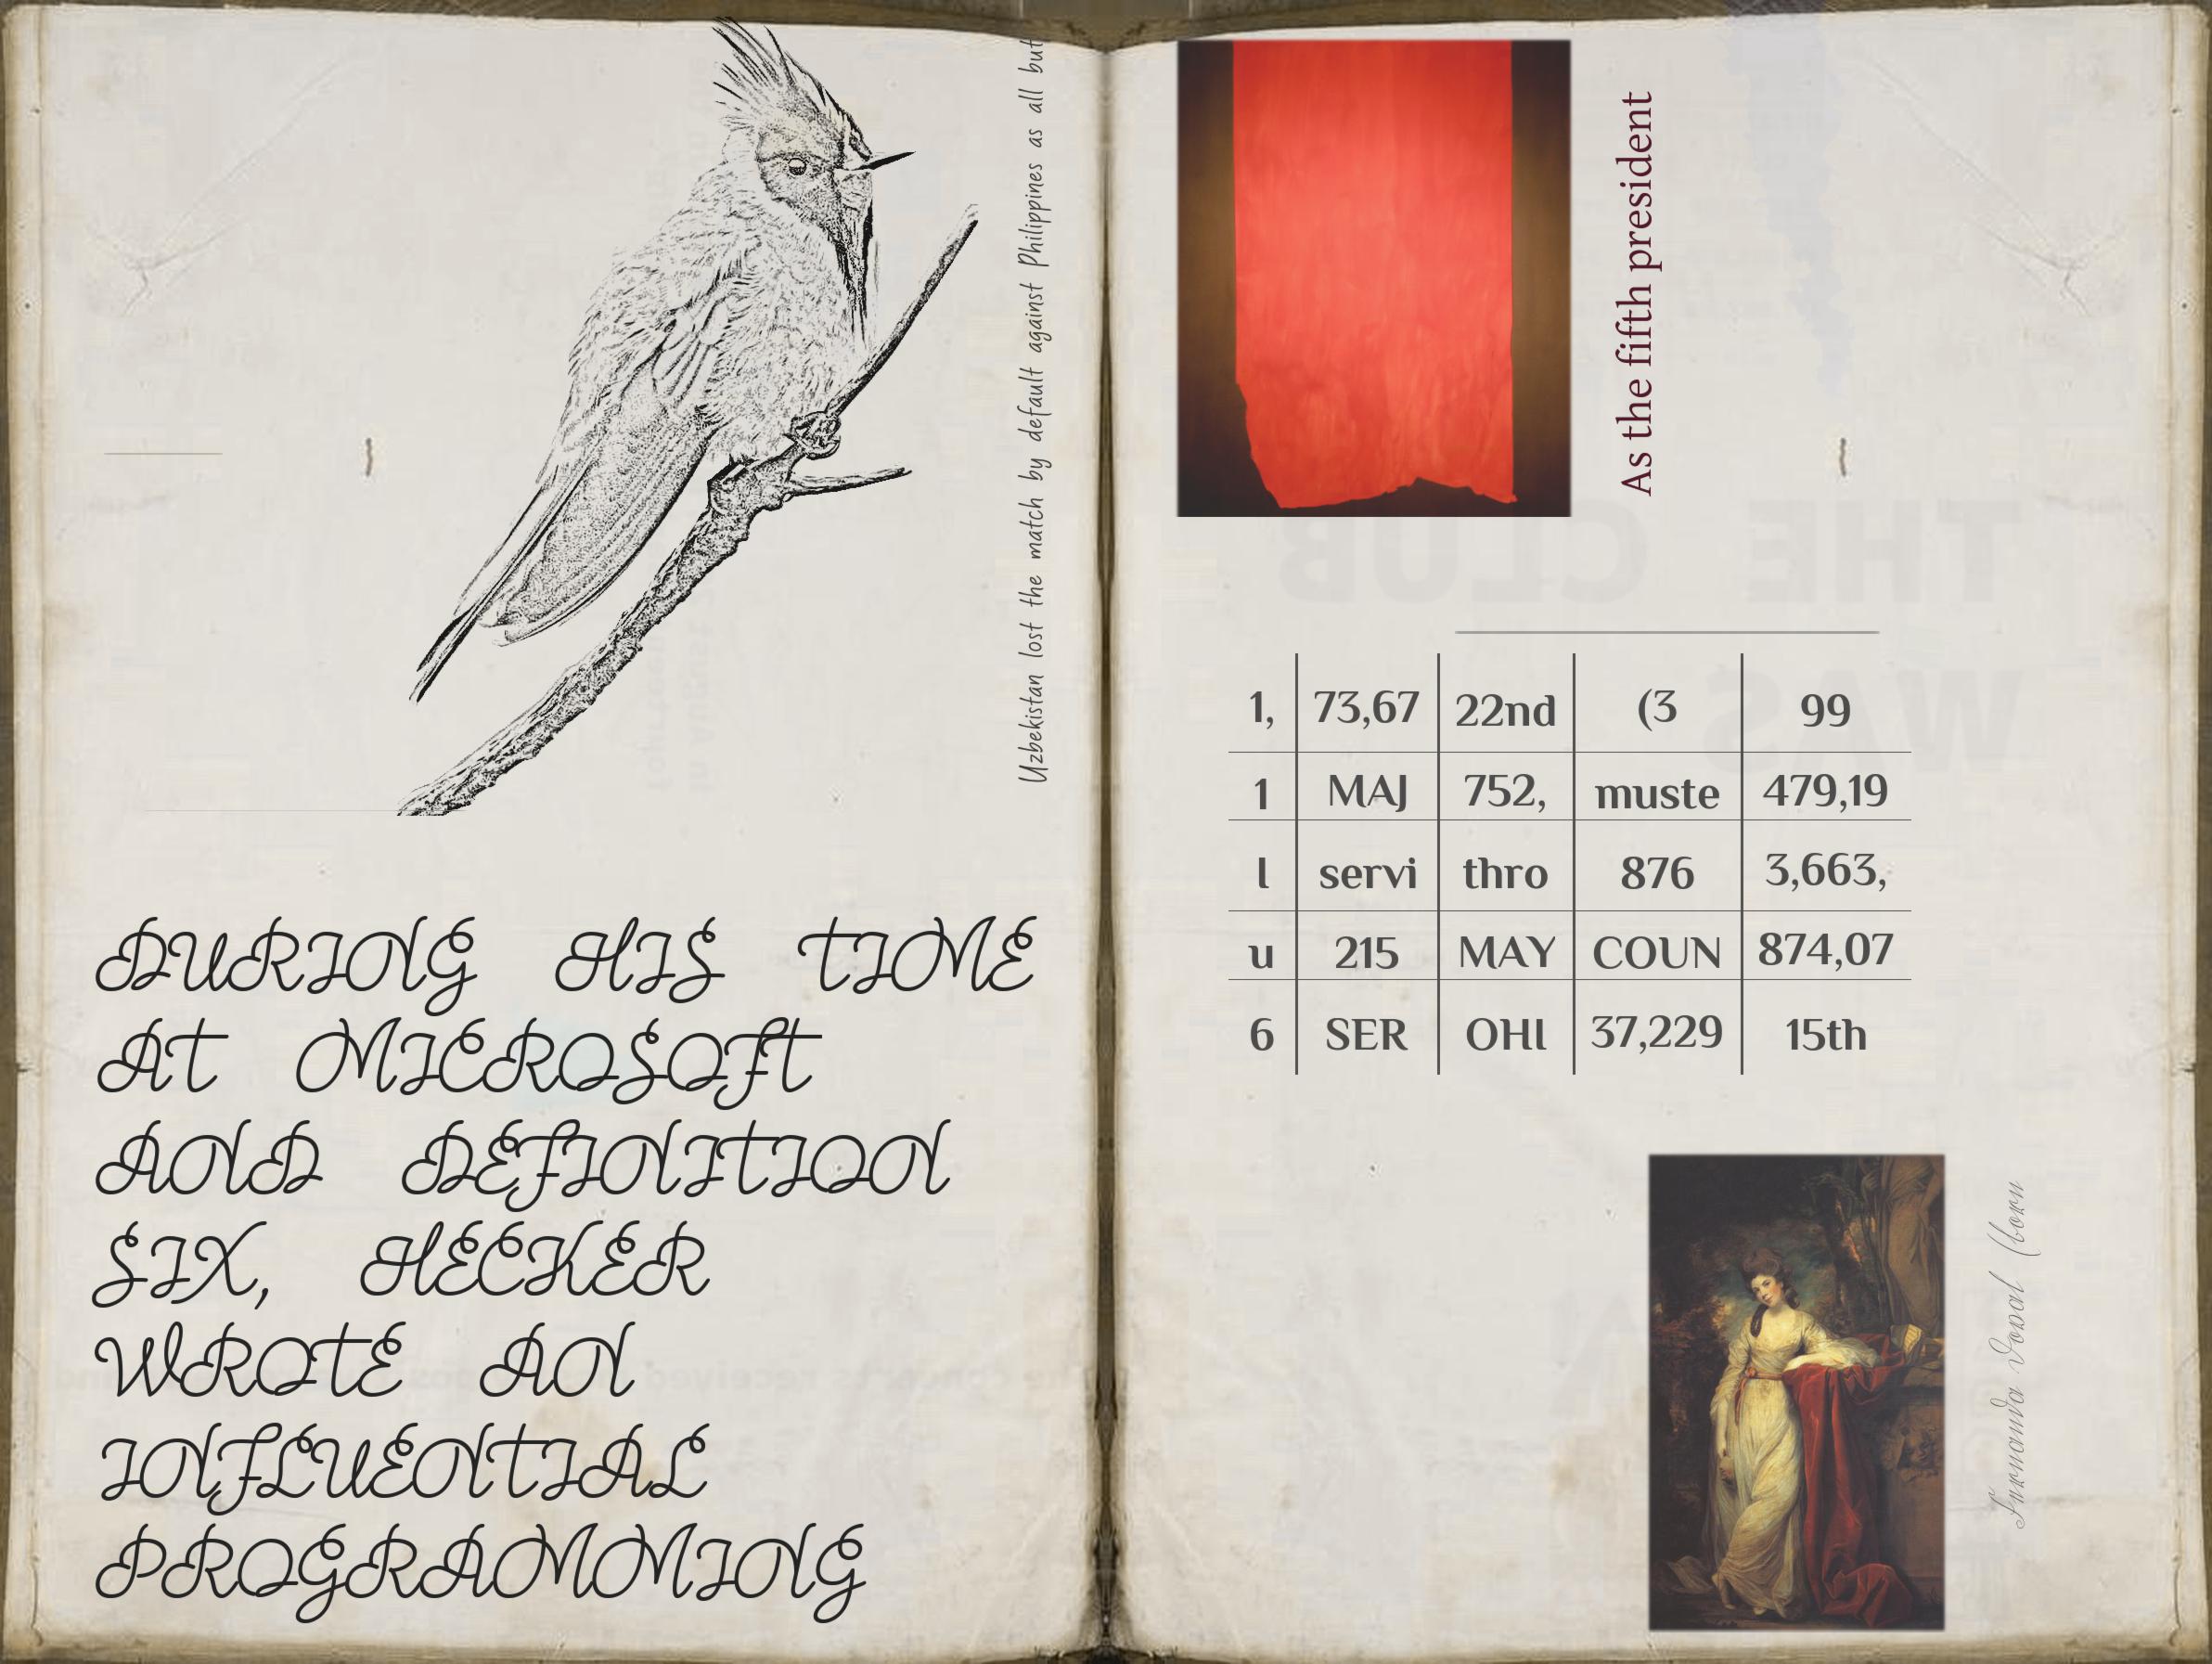 Uzbekistan lost the match by default against Philippines as all but
DURING HIS TIME
AT MICROSOFT
AND DEFINITION
SIX, HECKER
WROTE AN
INFLUENTIAL
PROGRAMMING
As the fifth president
1, 73,67 22nd (3 99
1 MAJ 752, muste 479,19
l servi thro 876 3,663,
u 215 MAY COUN 874,07
6 SER OHI 37,229 15th
Fernanda Doval (born